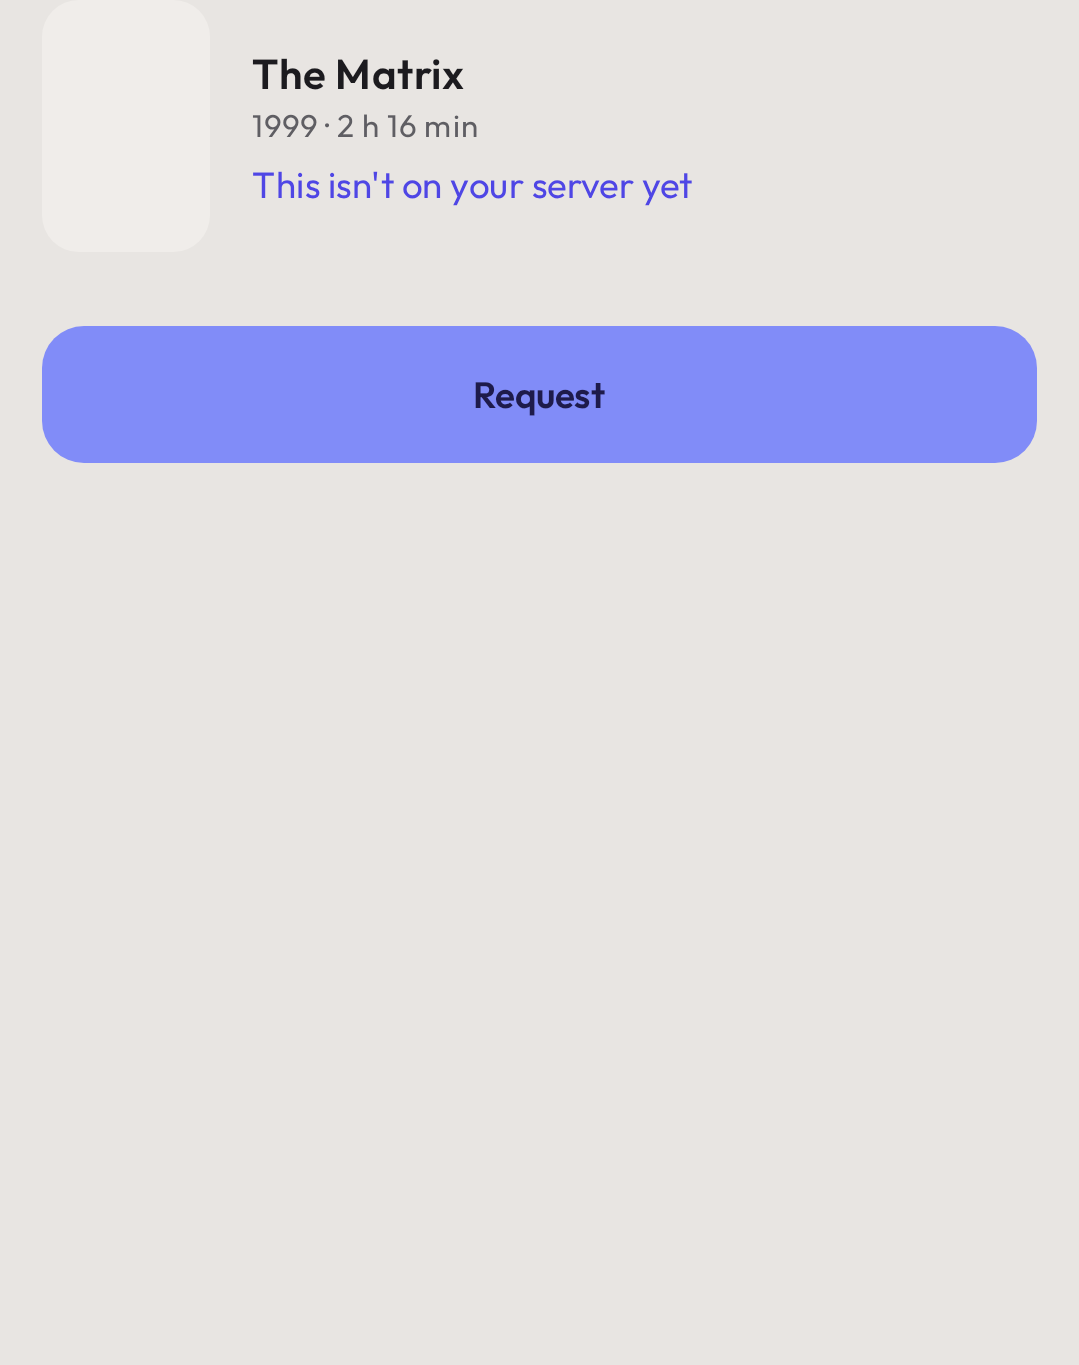 The Matrix
1999 · 2 h 16 min
This isn't on your server yet
Request